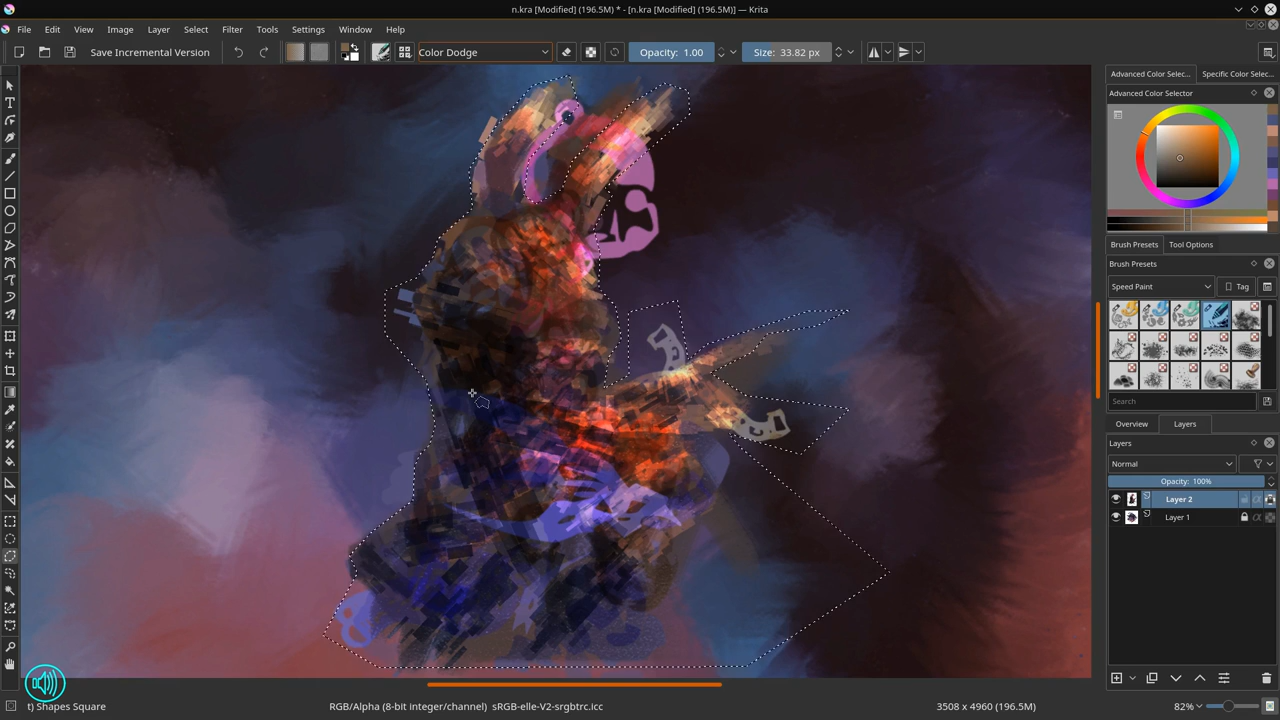 n.kra [Modified] (196.5M) * - [n.kra [Modified] (196.5M)] — Krita
File Edit View Image Layer Select Filter Tools Settings Window Help
Save Incremental Version Color Dodge Opacity: 1.00 Size: 33.82 px
Advanced Color Selec... Specific Color Selec...
Advanced Color Selector
Brush Presets Tool Options
Brush Presets
Speed Paint Tag
Search
Overview Layers
Layers
Normal
Opacity: 100%
Layer 2
Layer 1
t) Shapes Square RGB/Alpha (8-bit integer/channel) sRGB-elle-V2-srgbtrc.icc 3508 x 4960 (196.5M) 82%